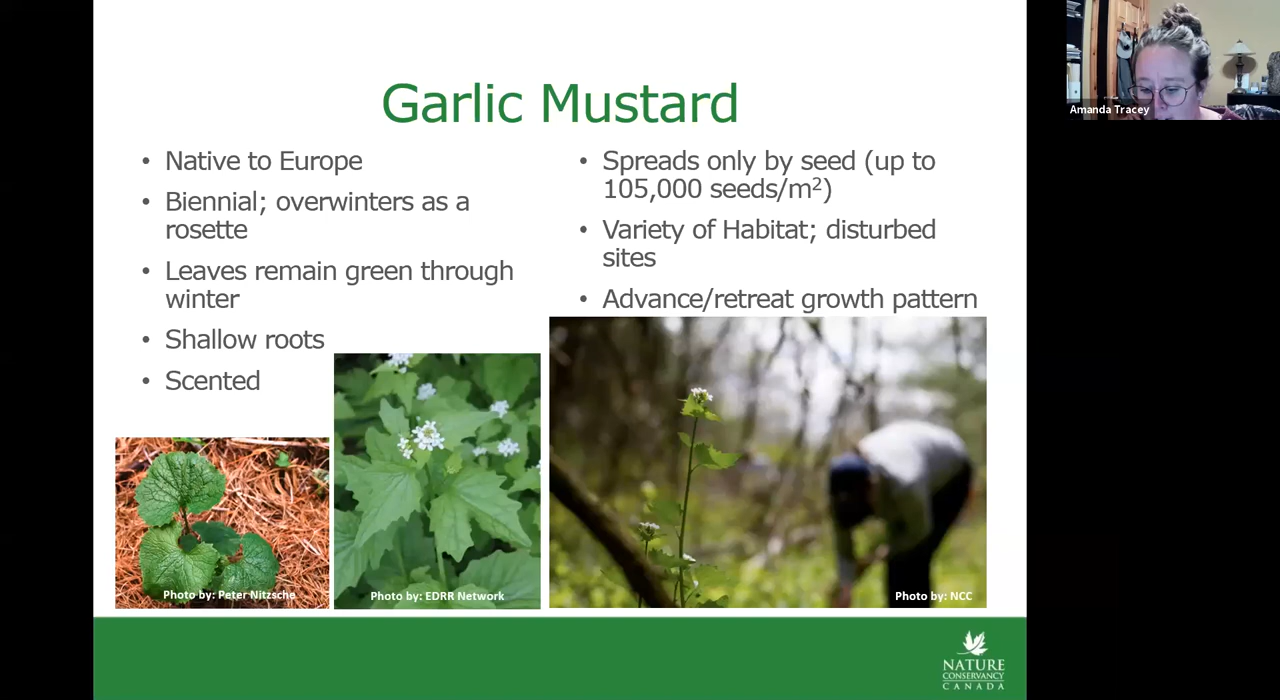 Garlic Mustard
• Native to Europe
• Biennial; overwinters as a
rosette
• Leaves remain green through
winter
• Shallow roots
• Scented
• Spreads only by seed (up to
105,000 seeds/m²)
• Variety of Habitat; disturbed
sites
• Advance/retreat growth pattern
Photo by: Peter Nitzsche
Photo by: EDRR Network
Photo by: NCC
NATURE
CONSERVANCY
CANADA
Amanda Tracey